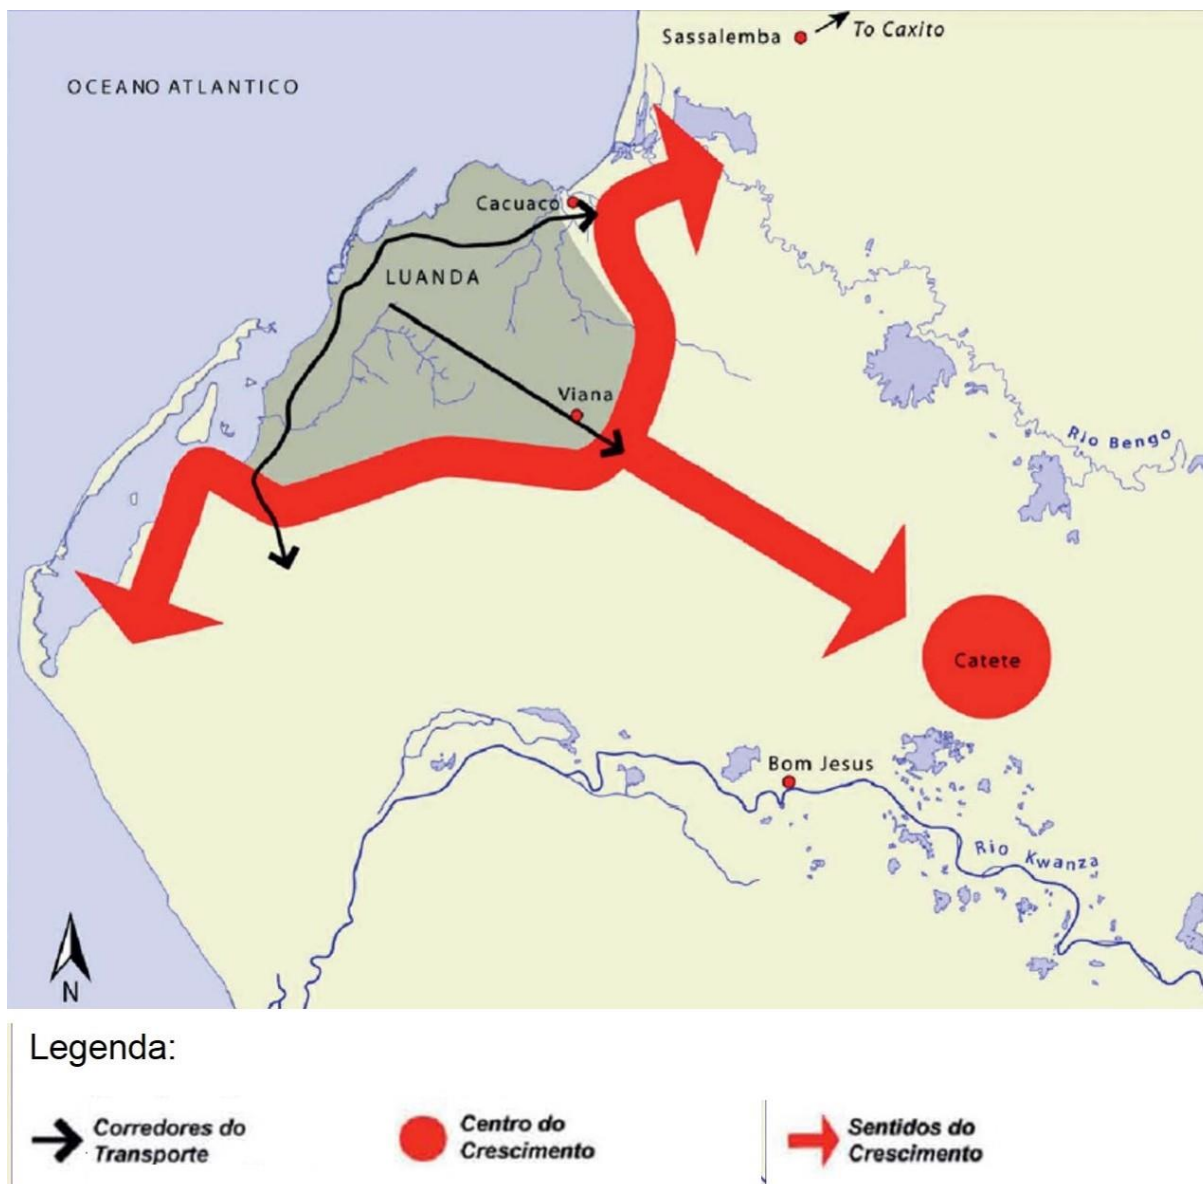 Sassalemba
To Caxito
OCEANO ATLANTICO
Cacuaco
LUANDA
Viana
Rio Bengo
Catete
Bom Jesus
Rio Kwanza
N
Legenda:
Corredores do
Transporte
Centro do
Crescimento
Sentidos do
Crescimento